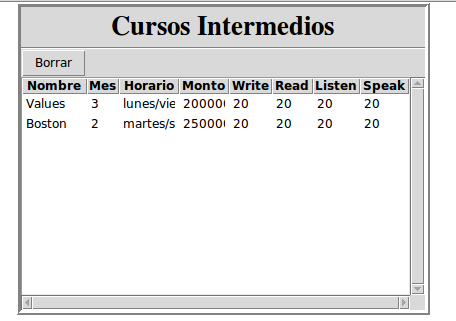 Cursos Intermedios
Borrar
Nombre Mes Horario Monto Write Read Listen Speak
Values 3 lunes/vie 20000 20 20 20 20
Boston 2 martes/s 25000 20 20 20 20